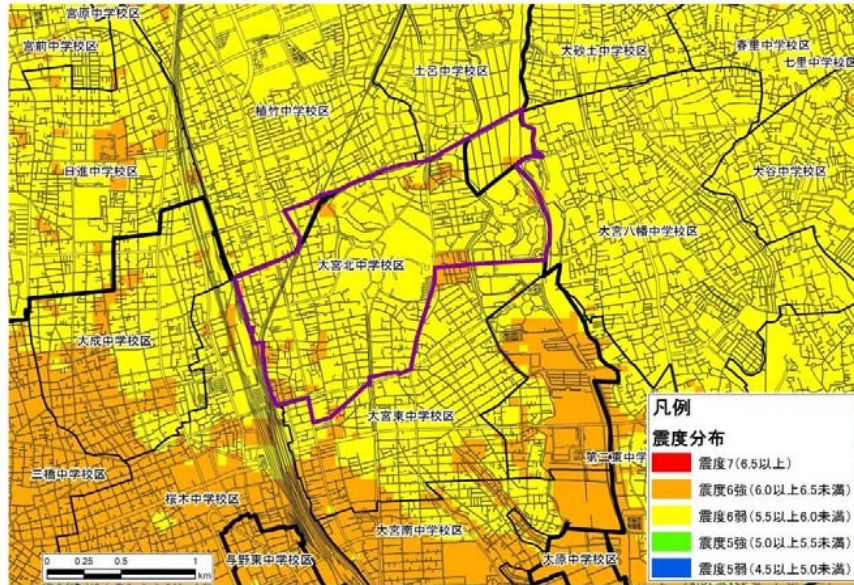 宮原中学校区
宮前中学校区
土呂中学校区
大砂土中学校区
春里中学校区
七里中学校区
植竹中学校区
日進中学校区
大谷中学校区
大宮八幡中学校区
大宮北中学校区
大成中学校区
大宮東中学校区
三橋中学校区
桜木中学校区
第二東中学
大宮南中学校区
与野東中学校区
大原中学校区
凡例
震度分布
震度7(6.5以上)
震度6強(6.0以上6.5未満)
震度6弱(5.5以上6.0未満)
震度5強(5.0以上5.5未満)
震度5弱(4.5以上5.0未満)
0 0.25 0.5 1
km